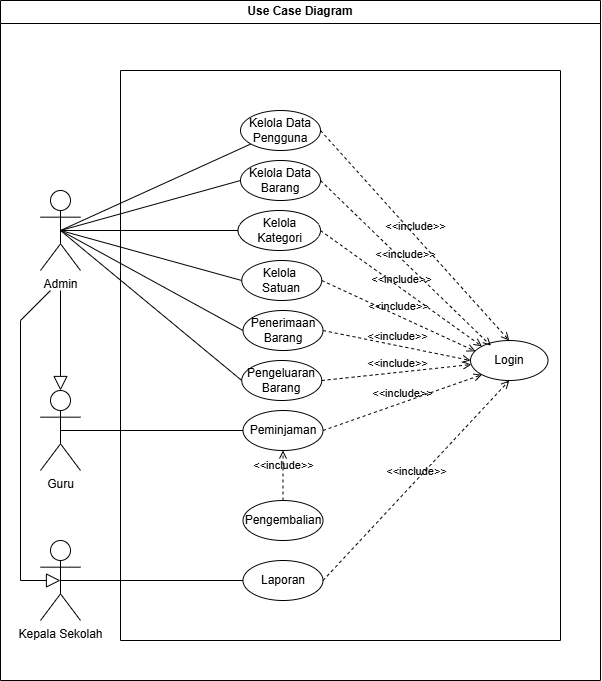 Use Case Diagram
Kelola Data
Pengguna
Kelola Data
Barang
<<include>>
Kelola
Kategori
<<include>>
Admin
Kelola
Satuan
<<include>>
<<include>>
Penerimaan
Barang
<<include>>
Login
Pengeluaran
Barang
<<include>>
<<include>>
Peminjaman
Guru
<<include>>
<<include>>
Pengembalian
Laporan
Kepala Sekolah